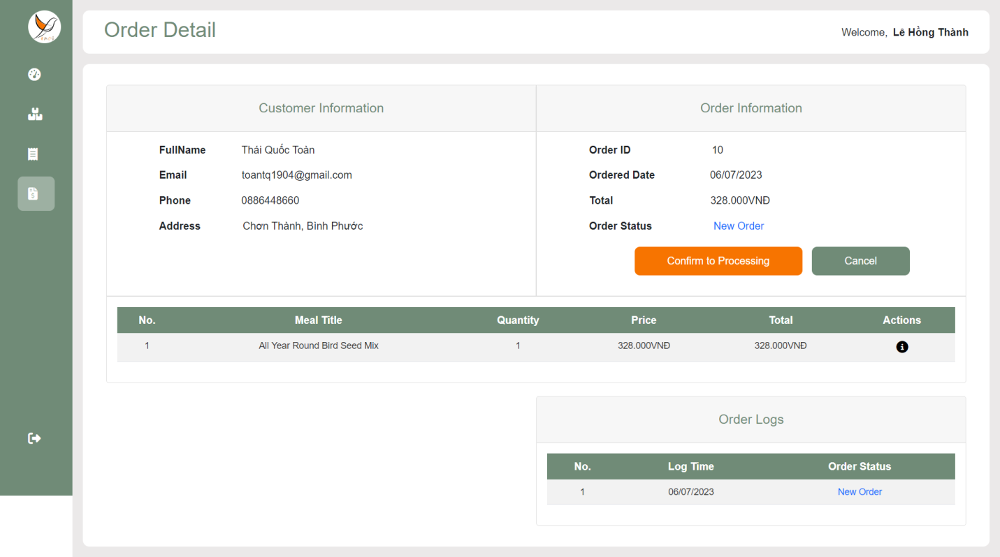 Order Detail
Welcome, Lê Hồng Thành
Customer Information
FullName Thái Quốc Toàn
Email toantq1904@gmail.com
Phone 0886448660
Address Chơn Thành, Bình Phước
Order Information
Order ID 10
Ordered Date 06/07/2023
Total 328.000VNĐ
Order Status New Order
Confirm to Processing Cancel
No. Meal Title Quantity Price Total Actions
1 All Year Round Bird Seed Mix 1 328.000VNĐ 328.000VNĐ
Order Logs
No. Log Time Order Status
1 06/07/2023 New Order